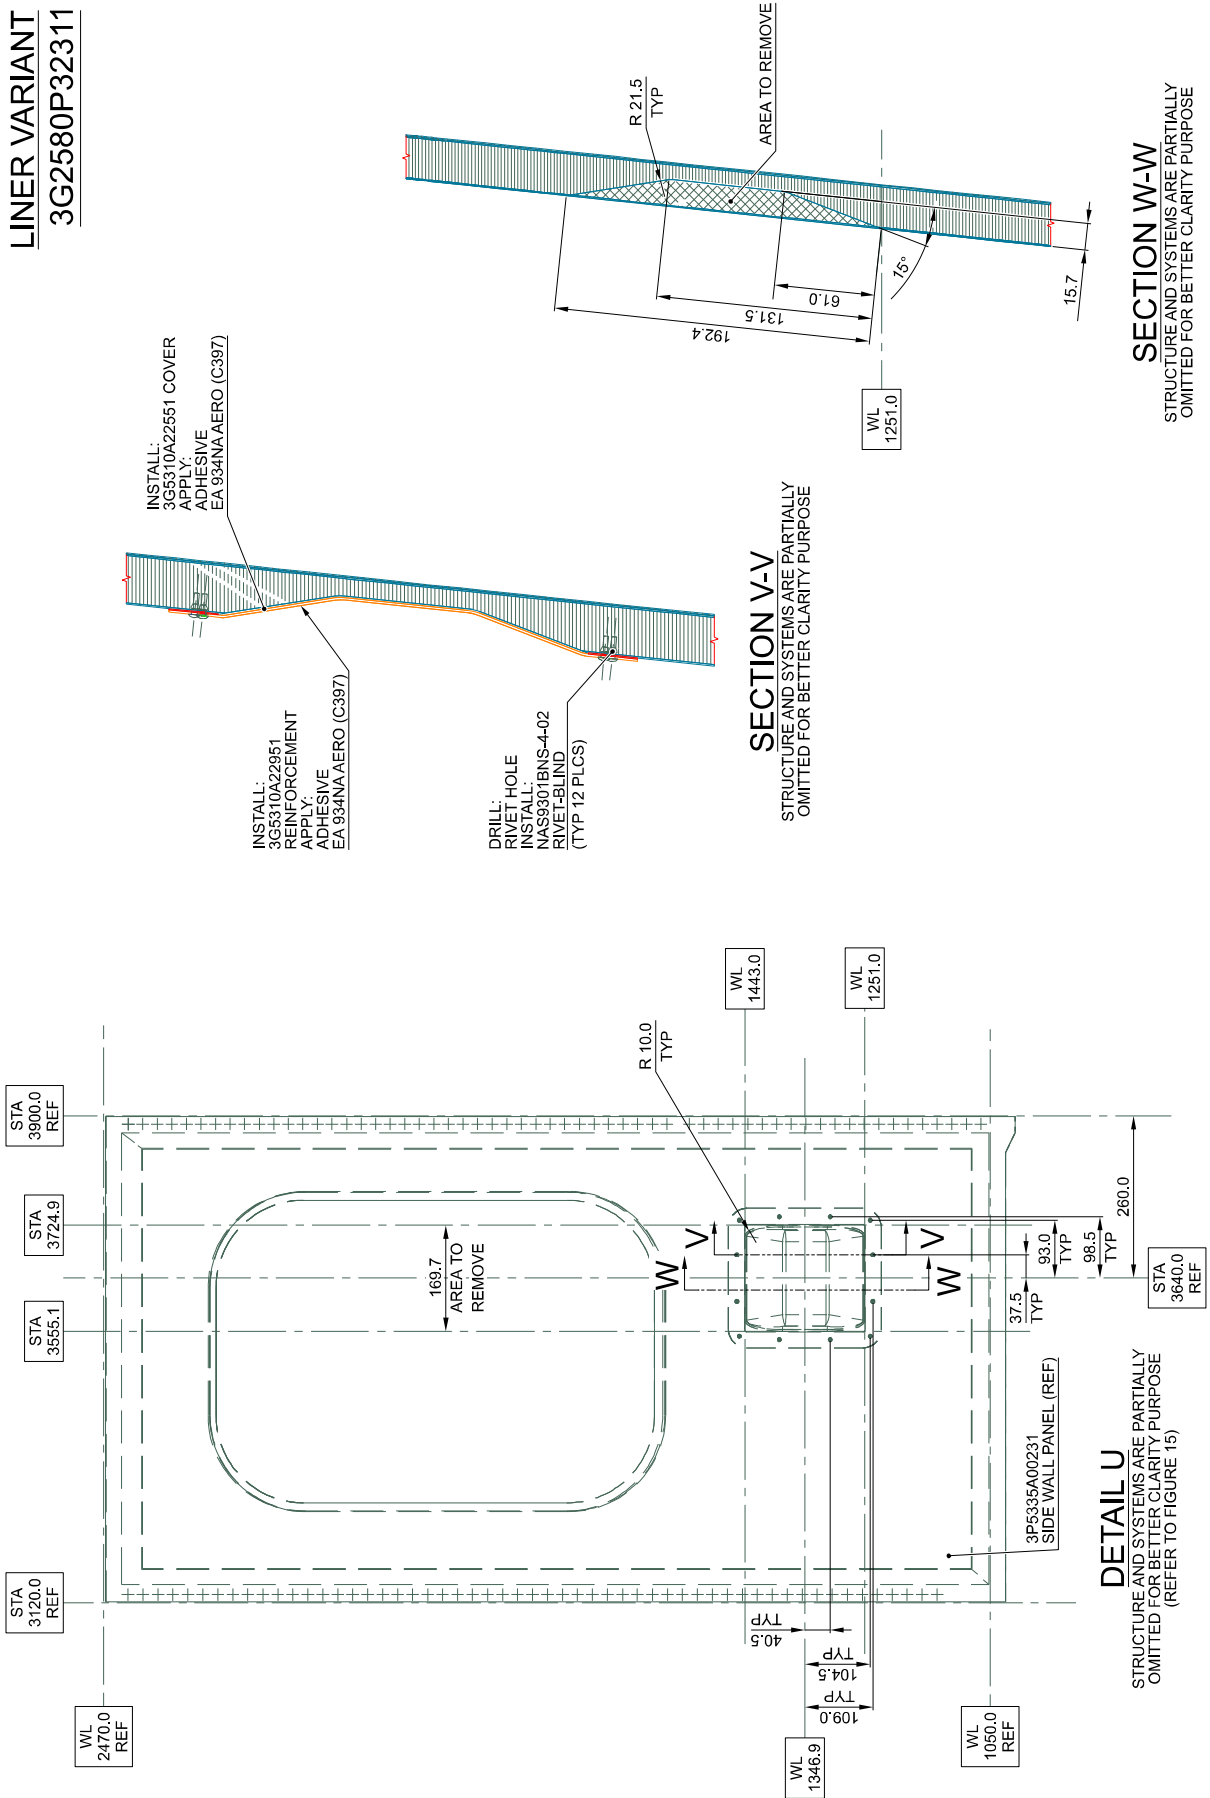 LINER VARIANT
3G2580P32311
STA
3120.0
REF
STA
3555.1
STA
3724.9
STA
3900.0
REF
WL
2470.0
REF
169.7
AREA TO
REMOVE
R 10.0
TYP
WL
1443.0
WL
1251.0
V
V
W
W
WL
1346.9
WL
1050.0
REF
40.5
TYP
104.5
TYP
109.0
TYP
37.5
TYP
93.0
TYP
98.5
TYP
260.0
STA
3640.0
REF
3P5335A00231
SIDE WALL PANEL (REF)
DETAIL U
STRUCTURE AND SYSTEMS ARE PARTIALLY
OMITTED FOR BETTER CLARITY PURPOSE
(REFER TO FIGURE 15)
INSTALL:
3G5310A22551 COVER
APPLY:
ADHESIVE
EA 934NA AERO (C397)
INSTALL:
3G5310A22951
REINFORCEMENT
APPLY:
ADHESIVE
EA 934NA AERO (C397)
DRILL:
RIVET HOLE
INSTALL:
NAS9301BNS-4-02
RIVET-BLIND
(TYP 12 PLCS)
SECTION V-V
STRUCTURE AND SYSTEMS ARE PARTIALLY
OMITTED FOR BETTER CLARITY PURPOSE
R 21.5
TYP
AREA TO REMOVE
192.4
131.5
61.0
15°
15.7
WL
1251.0
SECTION W-W
STRUCTURE AND SYSTEMS ARE PARTIALLY
OMITTED FOR BETTER CLARITY PURPOSE